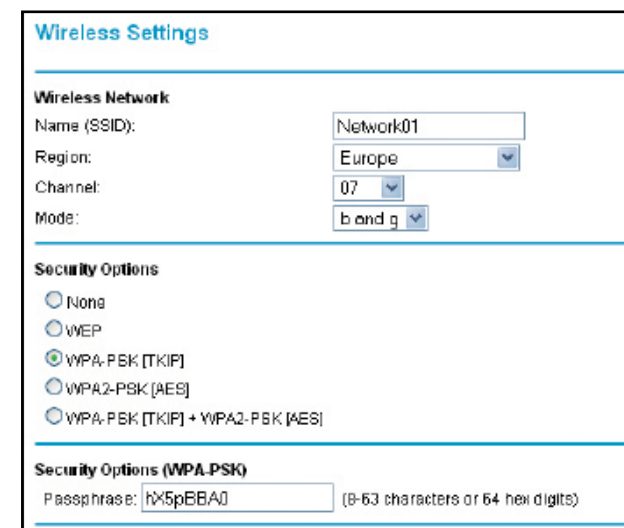 Wireless Settings
Wireless Network
Name (SSID): Network01
Region: Europe
Channel: 07
Mode: b and g
Security Options
None
WEP
WPA-PSK [TKIP]
WPA2-PSK [AES]
WPA-PSK [TKIP] + WPA2-PSK [AES]
Security Options (WPA-PSK)
Passphrase: hX5pBBA0 (8-63 characters or 64 hex digits)